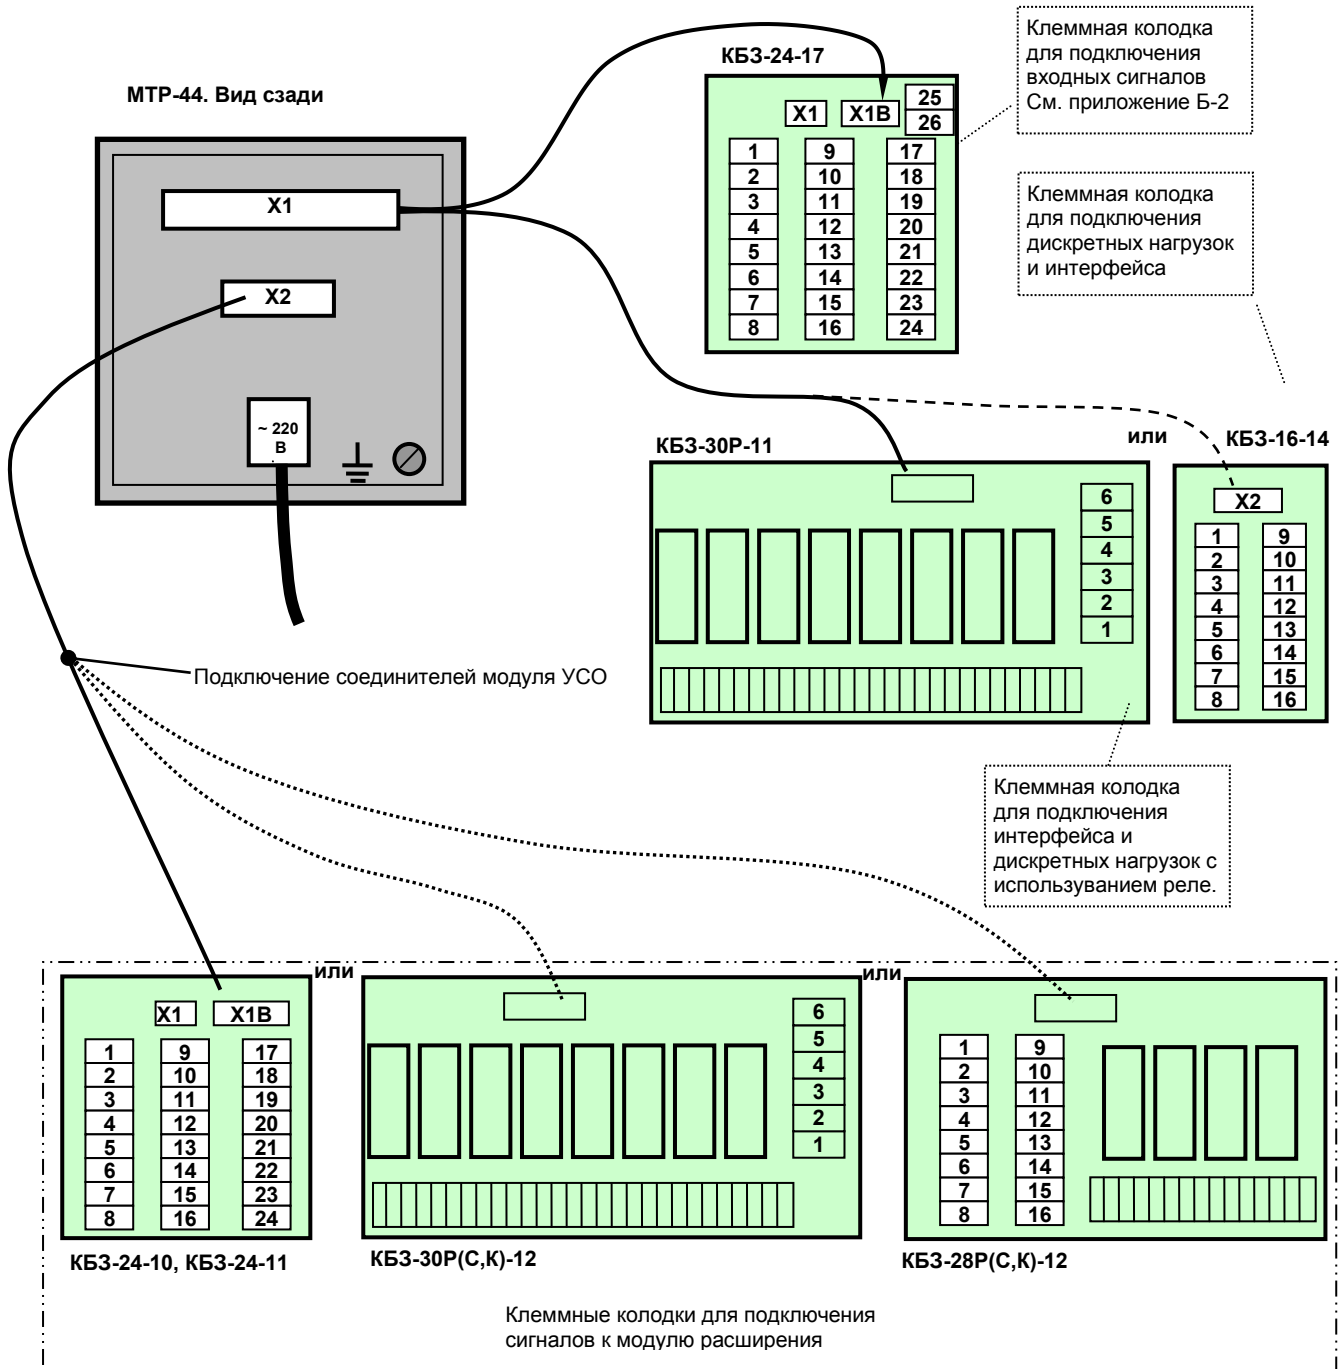 Клеммная колодка
для подключения
входных сигналов
См. приложение Б-2
КБЗ-24-17
МТР-44. Вид сзади
25
X1 X1B
26
1 9 17
2 10 18
3 11 19
4 12 20
5 13 21
6 14 22
7 15 23
8 16 24
Клеммная колодка
для подключения
дискретных нагрузок
и интерфейса
X1
X2
~ 220
В
КБЗ-30Р-11
или
КБЗ-16-14
6
5
4
3
2
1
X2
1 9
2 10
3 11
4 12
5 13
6 14
7 15
8 16
Подключение соединителей модуля УСО
Клеммная колодка
для подключения
интерфейса и
дискретных нагрузок с
используванием реле.
или
или
X1 X1B
1 9 17
2 10 18
3 11 19
4 12 20
5 13 21
6 14 22
7 15 23
8 16 24
6
5
4
3
2
1
1 9
2 10
3 11
4 12
5 13
6 14
7 15
8 16
КБЗ-24-10, КБЗ-24-11
КБЗ-30Р(С,К)-12
КБЗ-28Р(С,К)-12
Клеммные колодки для подключения
сигналов к модулю расширения